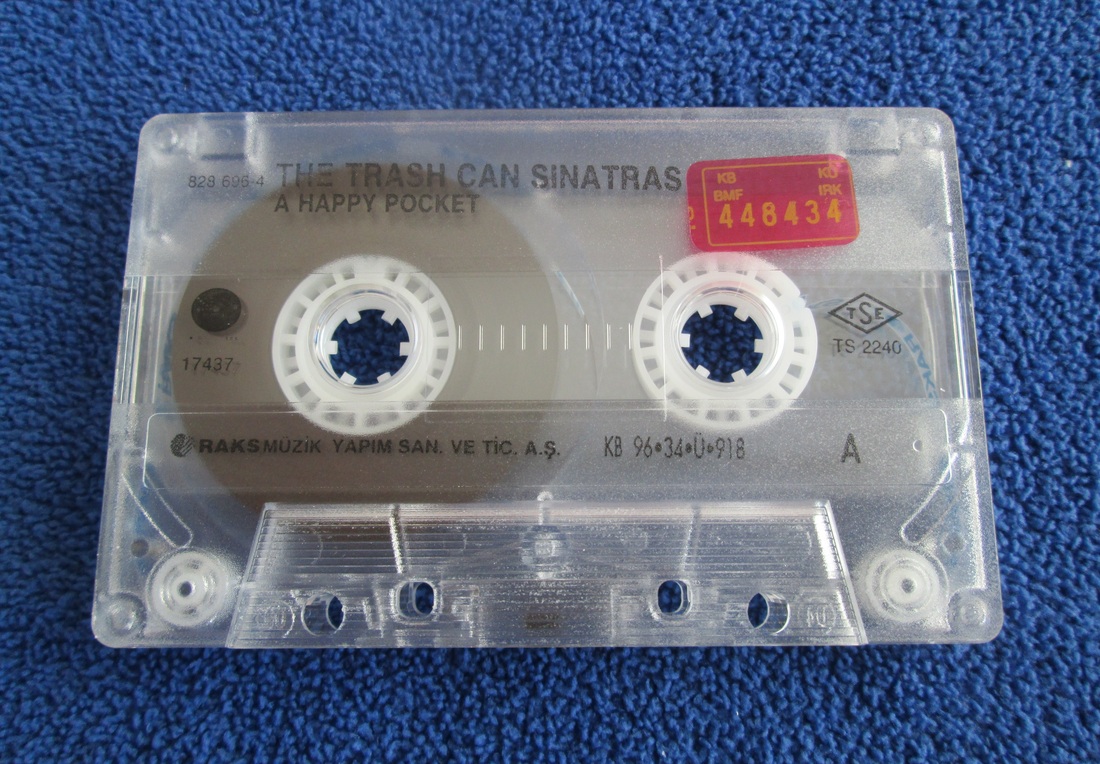 828 696-4 THE TRASH CAN SINATRAS
A HAPPY POCKET
KB KÜ
BMF IRK
448434
TSE
17437
TS 2240
RAKS MÜZİK YAPIM SAN. VE TİC. A.Ş. KB 96•34•Ü•918 A